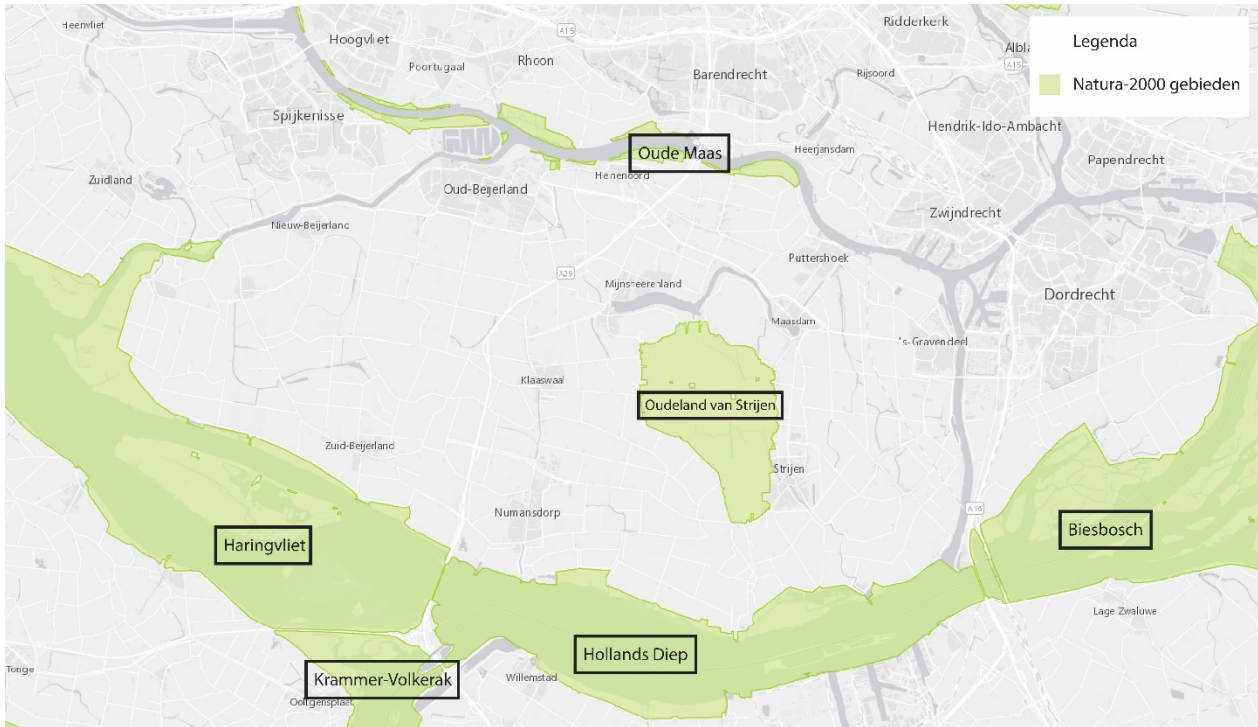 Heenvliet
Hoogvliet
A15
Ridderkerk
Legenda
Albla
A15
Poortugaal
Rhoon
Barendrecht
Rijsoord
Natura-2000 gebieden
Spijkenisse
Hendrik-Ido-Ambacht
Oude Maas
Heerjansdam
Papendrecht
Zuidland
Heinenoord
Oud-Beijerland
Zwijndrecht
Nieuw-Beijerland
Puttershoek
A29
Mijnsheerenland
Dordrecht
Maasdam
's-Gravendeel
Klaaswaal
Oudeland van Strijen
Zuid-Beijerland
Strijen
Numansdorp
A16
Haringvliet
Biesbosch
Lage Zwaluwe
Hollands Diep
Tonge
Krammer-Volkerak
Willemstad
Ooltgensplaat